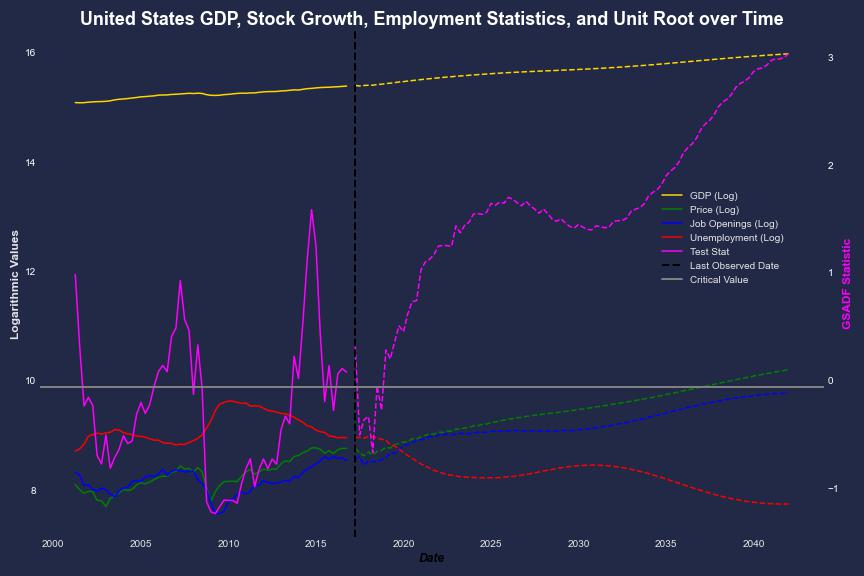 United States GDP, Stock Growth, Employment Statistics, and Unit Root over Time
16
14
12
10
8
Logarithmic Values
3
2
1
0
−1
GSADF Statistic
GDP (Log)
Price (Log)
Job Openings (Log)
Unemployment (Log)
Test Stat
Last Observed Date
Critical Value
2000 2005 2010 2015 2020 2025 2030 2035 2040
Date